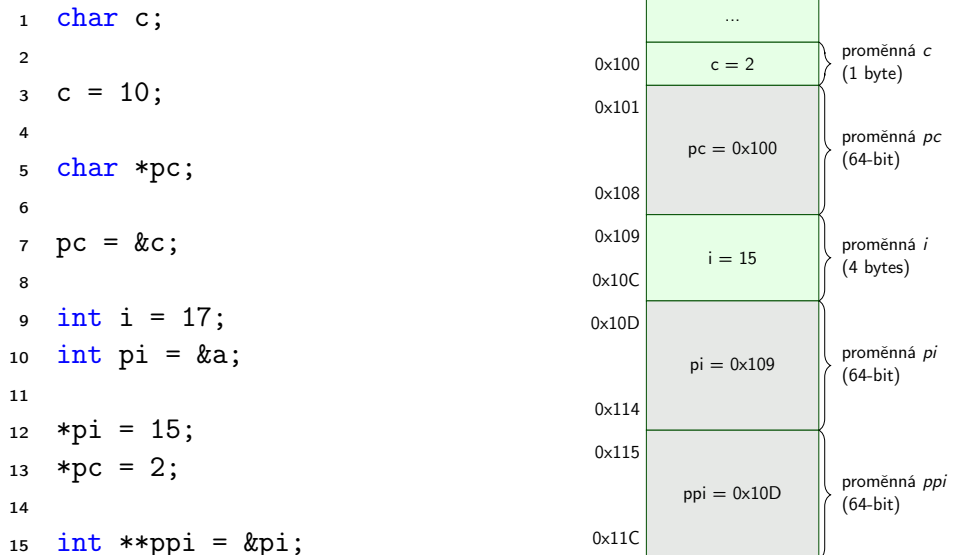 1 char c;
2
3 c = 10;
4
5 char *pc;
6
7 pc = &c;
8
9 int i = 17;
10 int pi = &a;
11
12 *pi = 15;
13 *pc = 2;
14
15 int **ppi = &pi;
...
0x100
c = 2
proměnná c
(1 byte)
0x101
pc = 0x100
proměnná pc
(64-bit)
0x108
0x109
i = 15
proměnná i
(4 bytes)
0x10C
0x10D
pi = 0x109
proměnná pi
(64-bit)
0x114
0x115
ppi = 0x10D
proměnná ppi
(64-bit)
0x11C